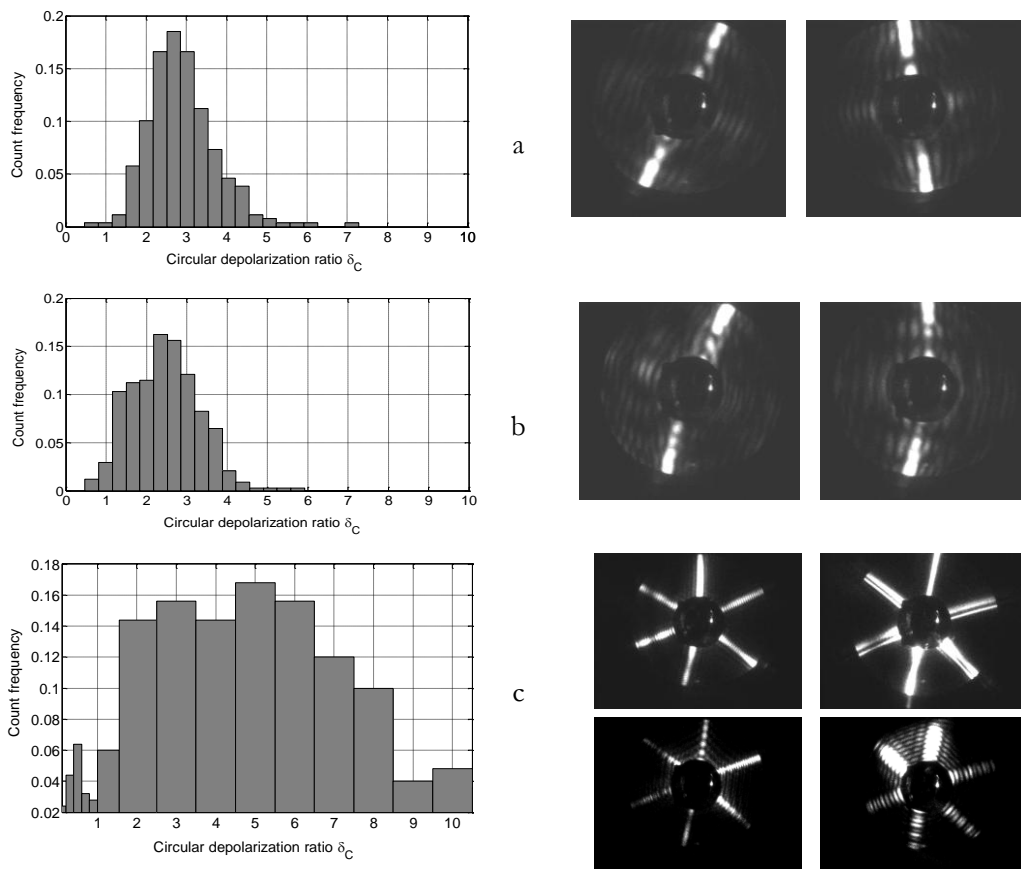 0.2
0.15
0.1
0.05
0
Count frequency
0 1 2 3 4 5 6 7 8 9 10
Circular depolarization ratio δC
a
0.2
0.15
0.1
0.05
0
Count frequency
0 1 2 3 4 5 6 7 8 9 10
Circular depolarization ratio δC
b
0.18
0.16
0.14
0.12
0.1
0.08
0.06
0.04
0.02
Count frequency
1 2 3 4 5 6 7 8 9 10
Circular depolarization ratio δC
c